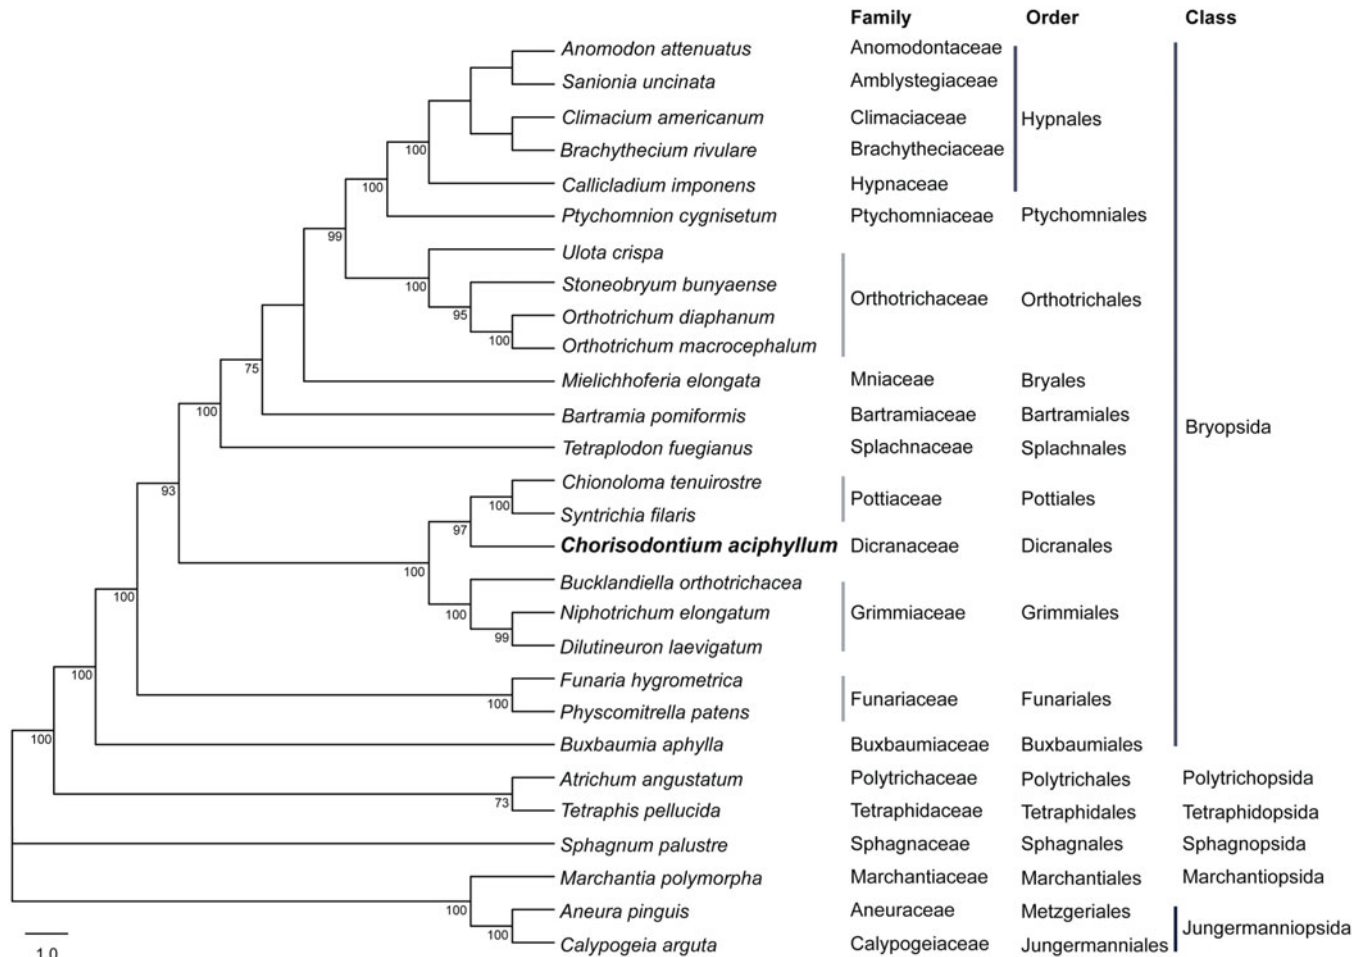 Family Order Class
Anomodon attenuatus Anomodontaceae
Sanionia uncinata Amblystegiaceae
Climacium americanum Climaciaceae Hypnales
Brachythecium rivulare Brachytheciaceae
100
Callicladium imponens Hypnaceae
100
Ptychomnion cygnisetum Ptychomniaceae Ptychomniales
99
Ulota crispa
Stoneobryum bunyaense
100
Orthotrichaceae Orthotrichales
95
Orthotrichum diaphanum
100
Orthotrichum macrocephalum
75
Mielichhoferia elongata Mniaceae Bryales
100
Bartramia pomiformis Bartramiaceae Bartramiales
Bryopsida
Tetraplodon fuegianus Splachnaceae Splachnales
Chionoloma tenuirostre
93
Pottiaceae Pottiales
100
Syntrichia filaris
97
Chorisodontium aciphyllum Dicranaceae Dicranales
100
Bucklandiella orthotrichacea
100
100
Niphotrichum elongatum Grimmiaceae Grimmiales
99
Dilutineuron laevigatum
100
Funaria hygrometrica
Funariaceae Funariales
100
Physcomitrella patens
100
Buxbaumia aphylla Buxbaumiaceae Buxbaumiales
Atrichum angustatum Polytrichaceae Polytrichales Polytrichopsida
73
Tetraphis pellucida Tetraphidaceae Tetraphidales Tetraphidopsida
Sphagnum palustre Sphagnaceae Sphagnales Sphagnopsida
Marchantia polymorpha Marchantiaceae Marchantiales Marchantiopsida
100
Aneura pinguis Aneuraceae Metzgeriales
Jungermanniopsida
100
Calypogeia arguta Calypogeiaceae Jungermanniales
1.0